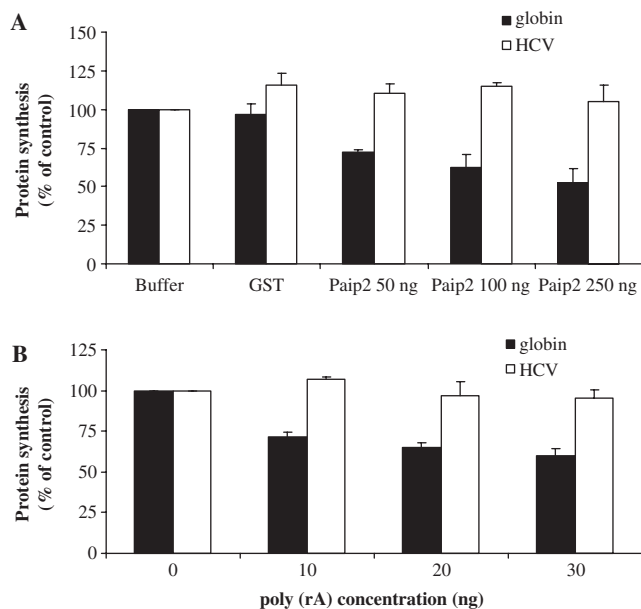 A
globin
HCV
Protein synthesis
(% of control)
125
100
75
50
25
0
Buffer
GST
Paip2 50 ng
Paip2 100 ng
Paip2 250 ng
B
globin
HCV
Protein synthesis
(% of control)
125
100
75
50
25
0
0
10
20
30
poly (rA) concentration (ng)